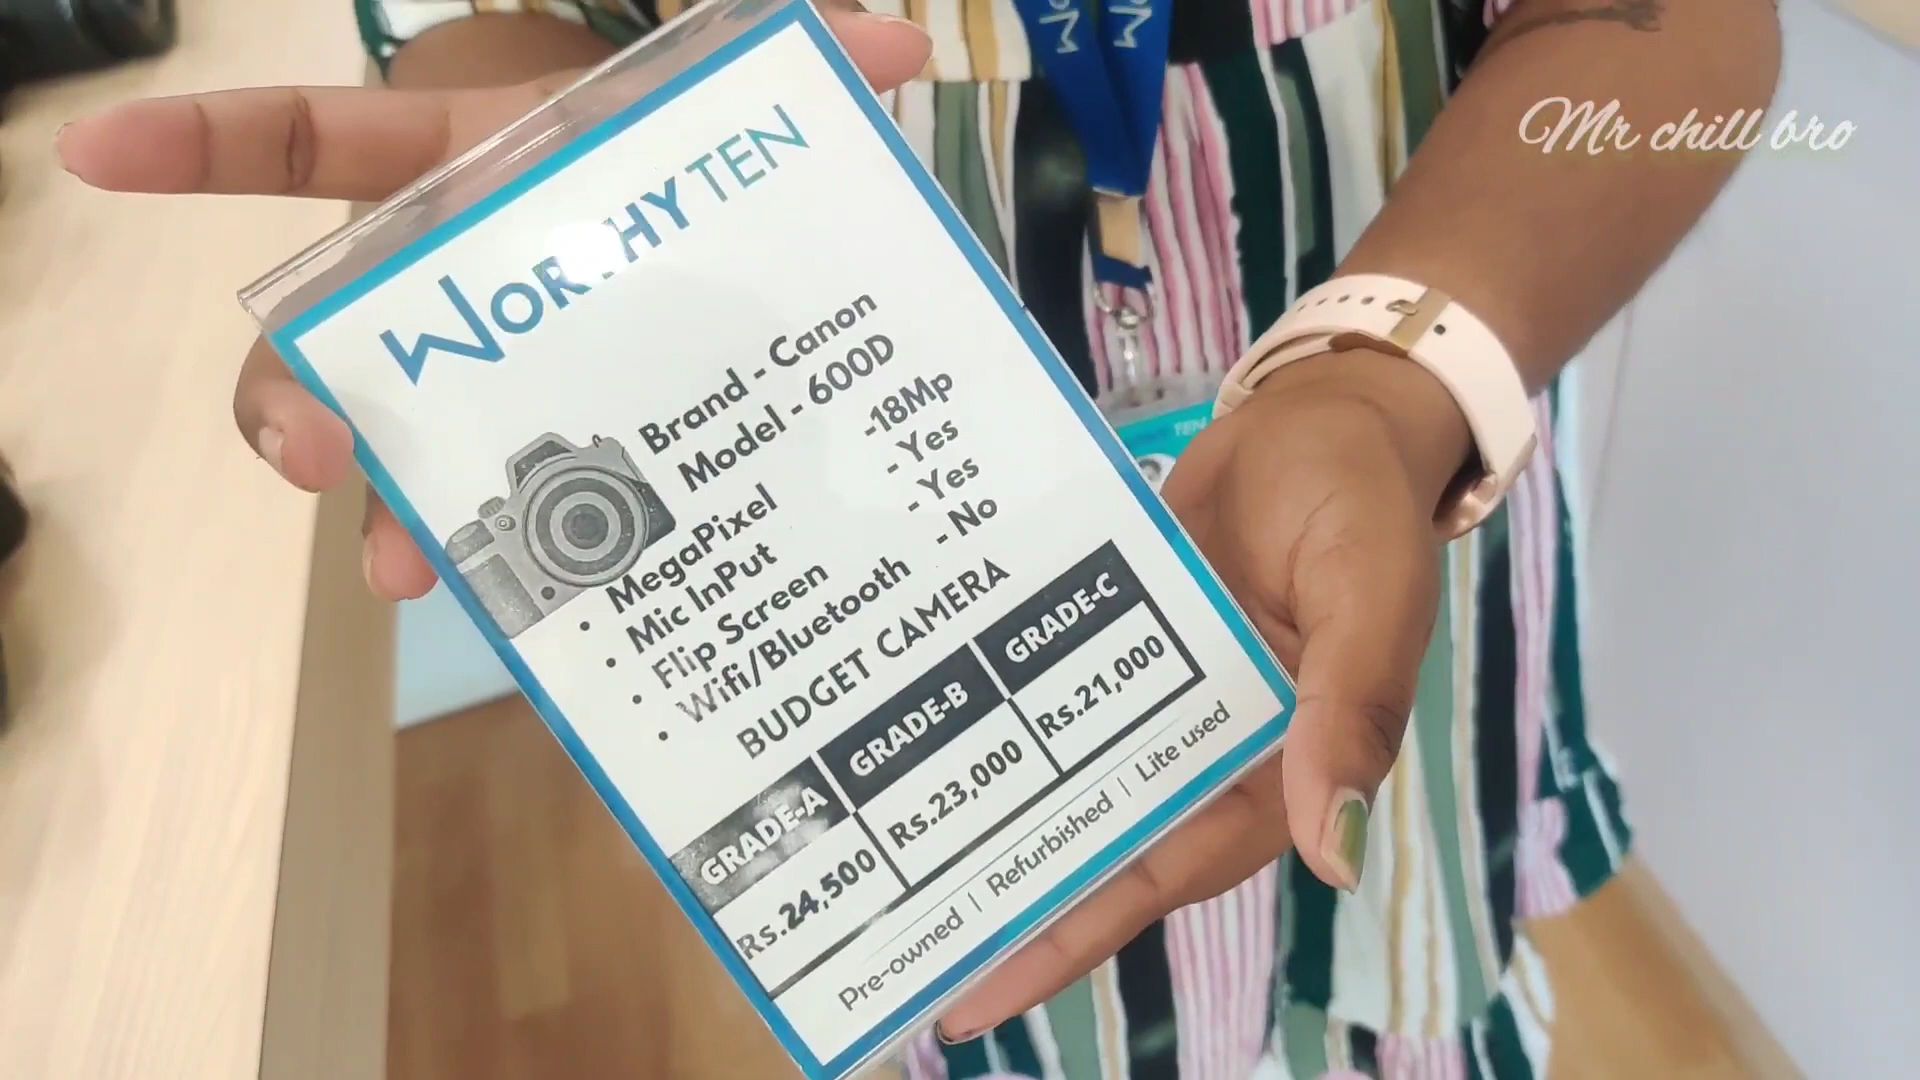 Mr chill bro
WORTHYTEN
Brand - Canon
Model - 600D
• MegaPixel -18Mp
• Mic InPut - Yes
• Flip Screen - Yes
• Wifi/Bluetooth - No
BUDGET CAMERA
GRADE-A GRADE-B GRADE-C
Rs.24,500 Rs.23,000 Rs.21,000
Pre-owned | Refurbished | Lite used
TEN